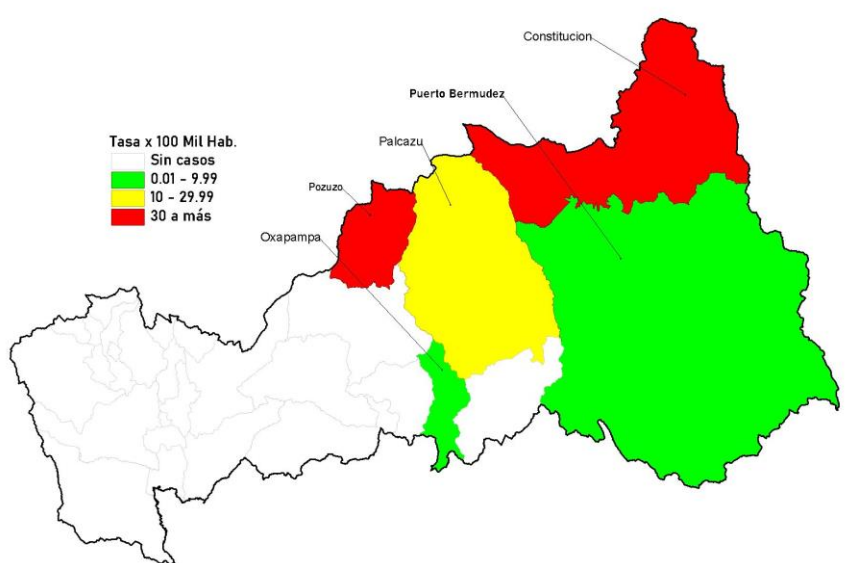 Constitucion
Puerto Bermudez
Tasa x 100 Mil Hab.
Sin casos
0.01 - 9.99
10 - 29.99
30 a más
Palcazu
Pozuzo
Oxapampa